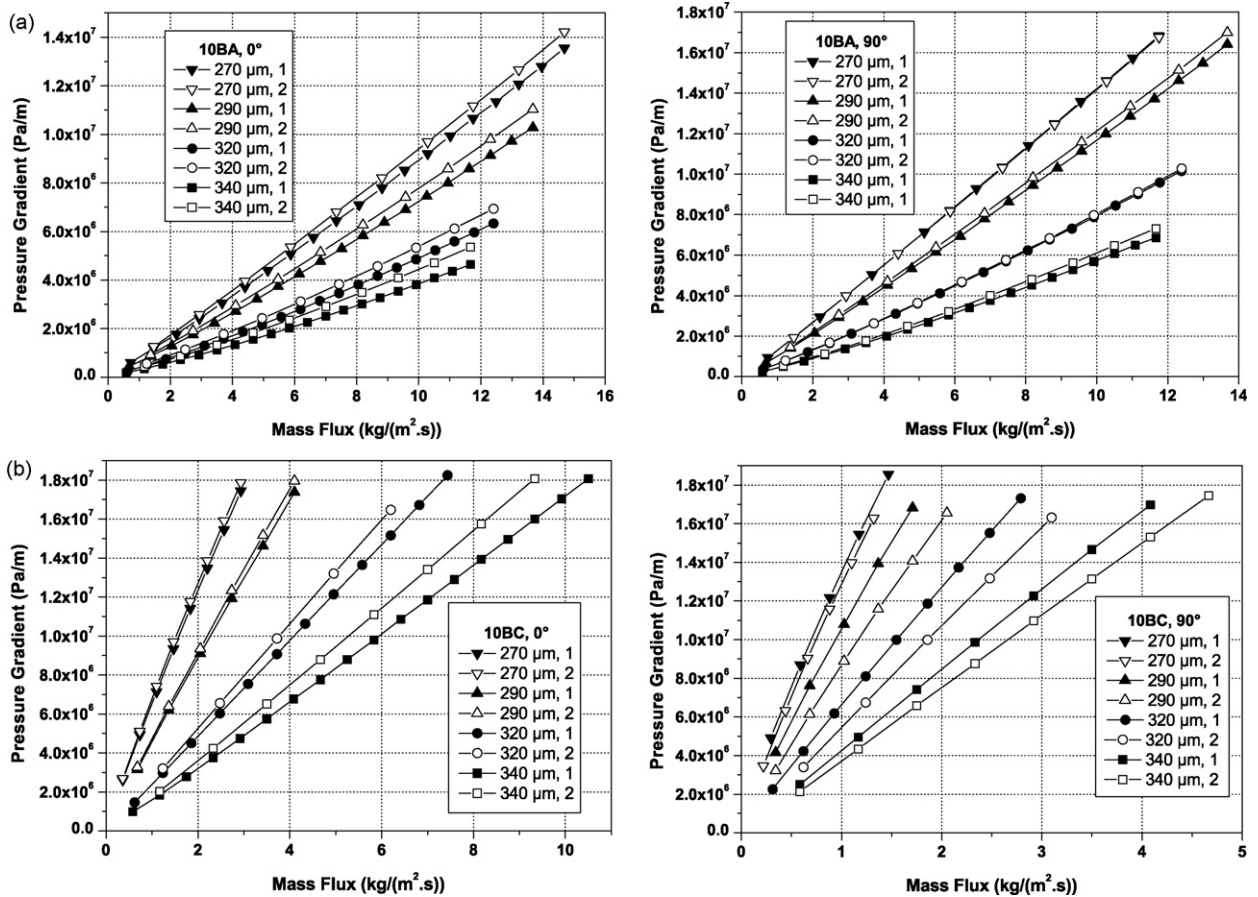 (a)
Pressure Gradient (Pa/m)
1.4x10⁷
1.2x10⁷
1.0x10⁷
8.0x10⁶
6.0x10⁶
4.0x10⁶
2.0x10⁶
0.0
10BA, 0°
270 µm, 1
270 µm, 2
290 µm, 1
290 µm, 2
320 µm, 1
320 µm, 2
340 µm, 1
340 µm, 2
2 4 6 8 10 12 14 16
Mass Flux (kg/(m².s))
Pressure Gradient (Pa/m)
1.8x10⁷
1.6x10⁷
1.4x10⁷
1.2x10⁷
1.0x10⁷
8.0x10⁶
6.0x10⁶
4.0x10⁶
2.0x10⁶
0.0
10BA, 90°
270 µm, 1
270 µm, 2
290 µm, 1
290 µm, 2
320 µm, 1
320 µm, 2
340 µm, 1
340 µm, 2
0 2 4 6 8 10 12 14
Mass Flux (kg/(m².s))
(b)
Pressure Gradient (Pa/m)
1.8x10⁷
1.6x10⁷
1.4x10⁷
1.2x10⁷
1.0x10⁷
8.0x10⁶
6.0x10⁶
4.0x10⁶
2.0x10⁶
0.0
10BC, 0°
270 µm, 1
270 µm, 2
290 µm, 1
290 µm, 2
320 µm, 1
320 µm, 2
340 µm, 1
340 µm, 2
0 2 4 6 8 10
Mass Flux (kg/(m².s))
Pressure Gradient (Pa/m)
1.8x10⁷
1.6x10⁷
1.4x10⁷
1.2x10⁷
1.0x10⁷
8.0x10⁶
6.0x10⁶
4.0x10⁶
2.0x10⁶
0.0
10BC, 90°
270 µm, 1
270 µm, 2
290 µm, 1
290 µm, 2
320 µm, 1
320 µm, 2
340 µm, 1
340 µm, 2
0 1 2 3 4 5
Mass Flux (kg/(m².s))